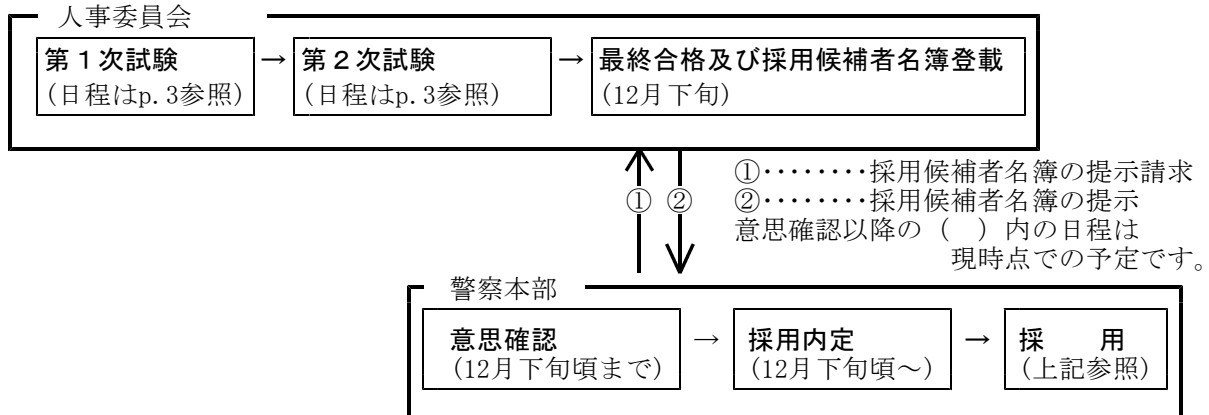 人事委員会
第1次試験 → 第2次試験 → 最終合格及び採用候補者名簿登載
(日程はp.3参照) (日程はp.3参照) (12月下旬)
① ②
①‥‥‥‥採用候補者名簿の提示請求
②‥‥‥‥採用候補者名簿の提示
意思確認以降の( )内の日程は
現時点での予定です。
警察本部
意思確認 → 採用内定 → 採 用
(12月下旬頃まで) (12月下旬頃~) (上記参照)